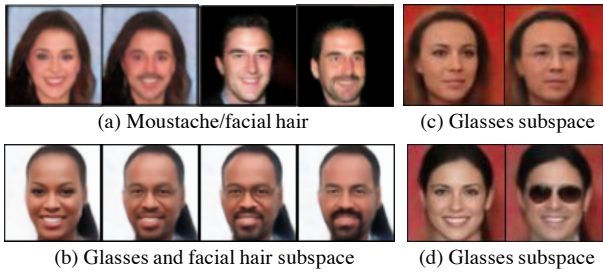 (a) Moustache/facial hair
(c) Glasses subspace
(b) Glasses and facial hair subspace
(d) Glasses subspace